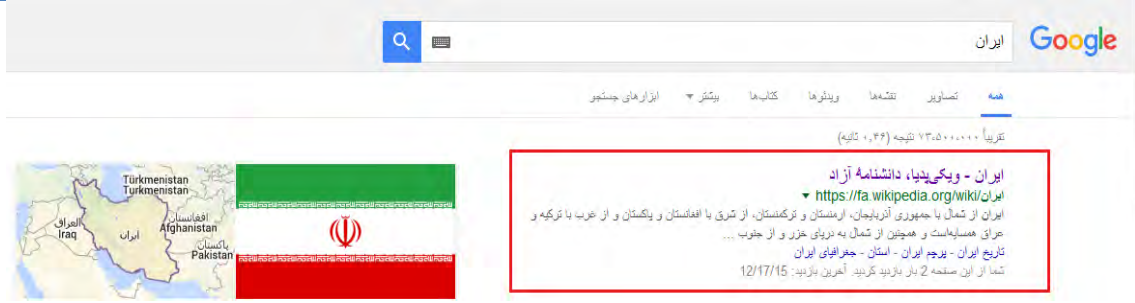 Google
ایران
همه تصاویر نقشه‌ها ویدئوها کتاب‌ها بیشتر ابزارهای جستجو
تقریباً ۷۳،۵۰۰،۰۰۰ نتیجه (۰,۴۶ ثانیه)
ایران - ویکی‌پدیا، دانشنامهٔ آزاد
https://fa.wikipedia.org/wiki/ایران
ایران از شمال با جمهوری آذربایجان، ارمنستان و ترکمنستان، از شرق با افغانستان و پاکستان و از غرب با ترکیه و
عراق همسایه‌است و همچنین از شمال به دریای خزر و از جنوب ...
تاریخ ایران - پرچم ایران - استان - جغرافیای ایران
شما از این صفحه 2 بار بازدید کردید. آخرین بازدید: 12/17/15
Türkmenistan
Turkmenistan
افغانستان
Afghanistan
العراق
Iraq
ایران
پاکستان
Pakistan